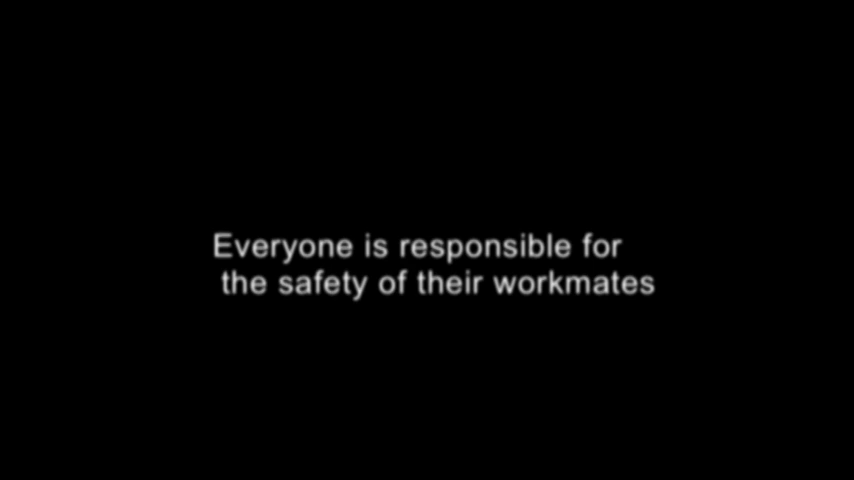 Everyone is responsible for
the safety of their workmates